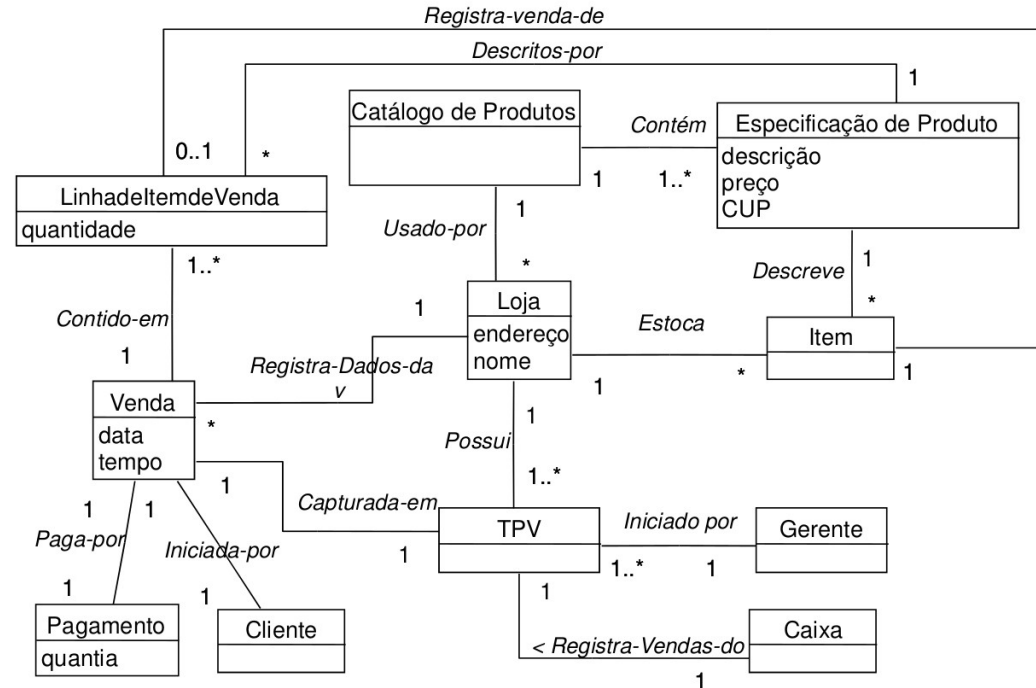 Registra-venda-de
Descritos-por
1
Catálogo de Produtos
Contém
Especificação de Produto
descrição
preço
CUP
0..1
*
1
1..*
LinhadeItemdeVenda
quantidade
1
Usado-por
*
1..*
1
Descreve
*
Contido-em
1
1
Loja
endereço
nome
Estoca
Item
1
*
1
Registra-Dados-da
v
Venda
data
tempo
*
1
Possui
1..*
1
Capturada-em
1
TPV
Iniciado por
1..*
1
Gerente
1
1
Paga-por
Iniciada-por
1
1
Pagamento
quantia
Cliente
1
< Registra-Vendas-do
1
Caixa